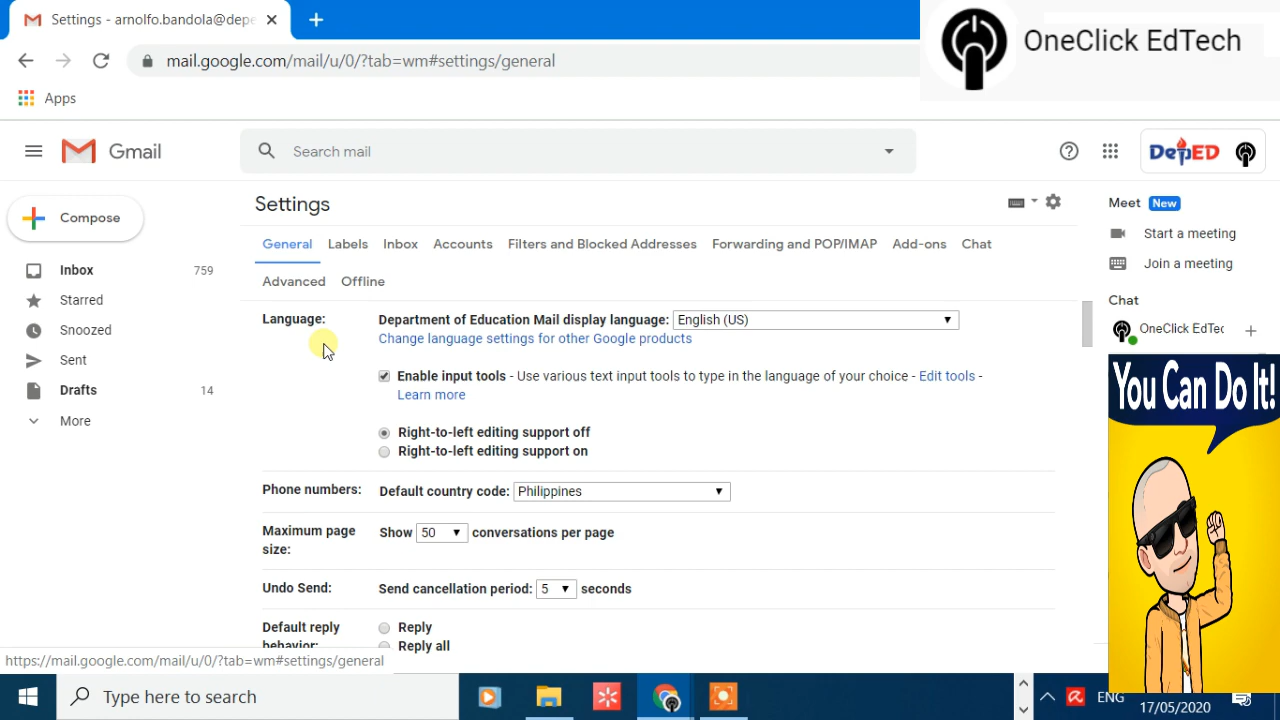 Settings - arnolfo.bandola@depe
OneClick EdTech
mail.google.com/mail/u/0/?tab=wm#settings/general
Apps
Gmail
Search mail
DepED
Compose
Inbox 759
Starred
Snoozed
Sent
Drafts 14
More
Settings
General Labels Inbox Accounts Filters and Blocked Addresses Forwarding and POP/IMAP Add-ons Chat
Advanced Offline
Language:
Department of Education Mail display language: English (US)
Change language settings for other Google products
Enable input tools - Use various text input tools to type in the language of your choice - Edit tools -
Learn more
Right-to-left editing support off
Right-to-left editing support on
Phone numbers: Default country code: Philippines
Maximum page
size:
Show 50 conversations per page
Undo Send: Send cancellation period: 5 seconds
Default reply
behavior:
Reply
Reply all
Meet New
Start a meeting
Join a meeting
Chat
OneClick EdTec
You Can Do It!
https://mail.google.com/mail/u/0/?tab=wm#settings/general
Type here to search
ENG
17/05/2020